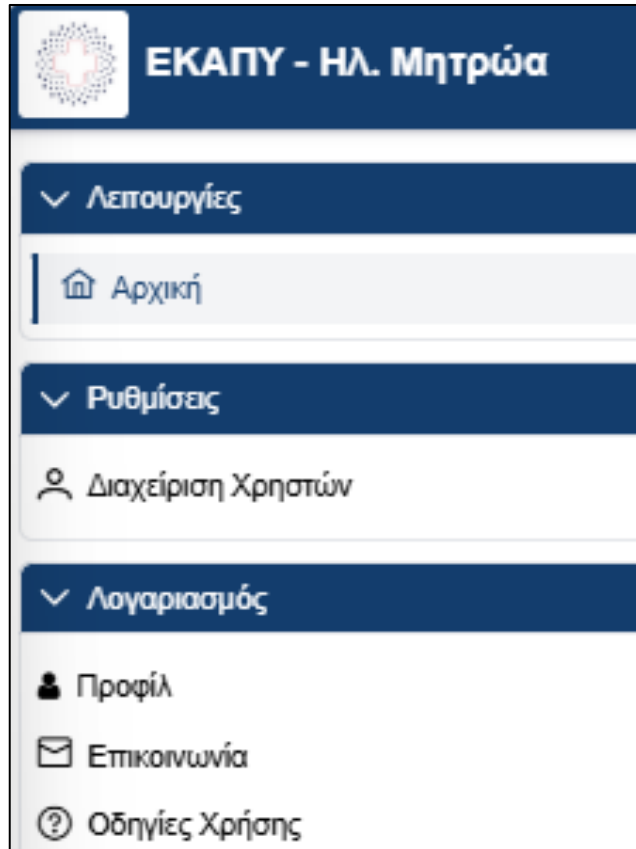 ΕΚΑΠΥ - Ηλ. Μητρώα
Λειτουργίες
Αρχική
Ρυθμίσεις
Διαχείριση Χρηστών
Λογαριασμός
Προφίλ
Επικοινωνία
Οδηγίες Χρήσης